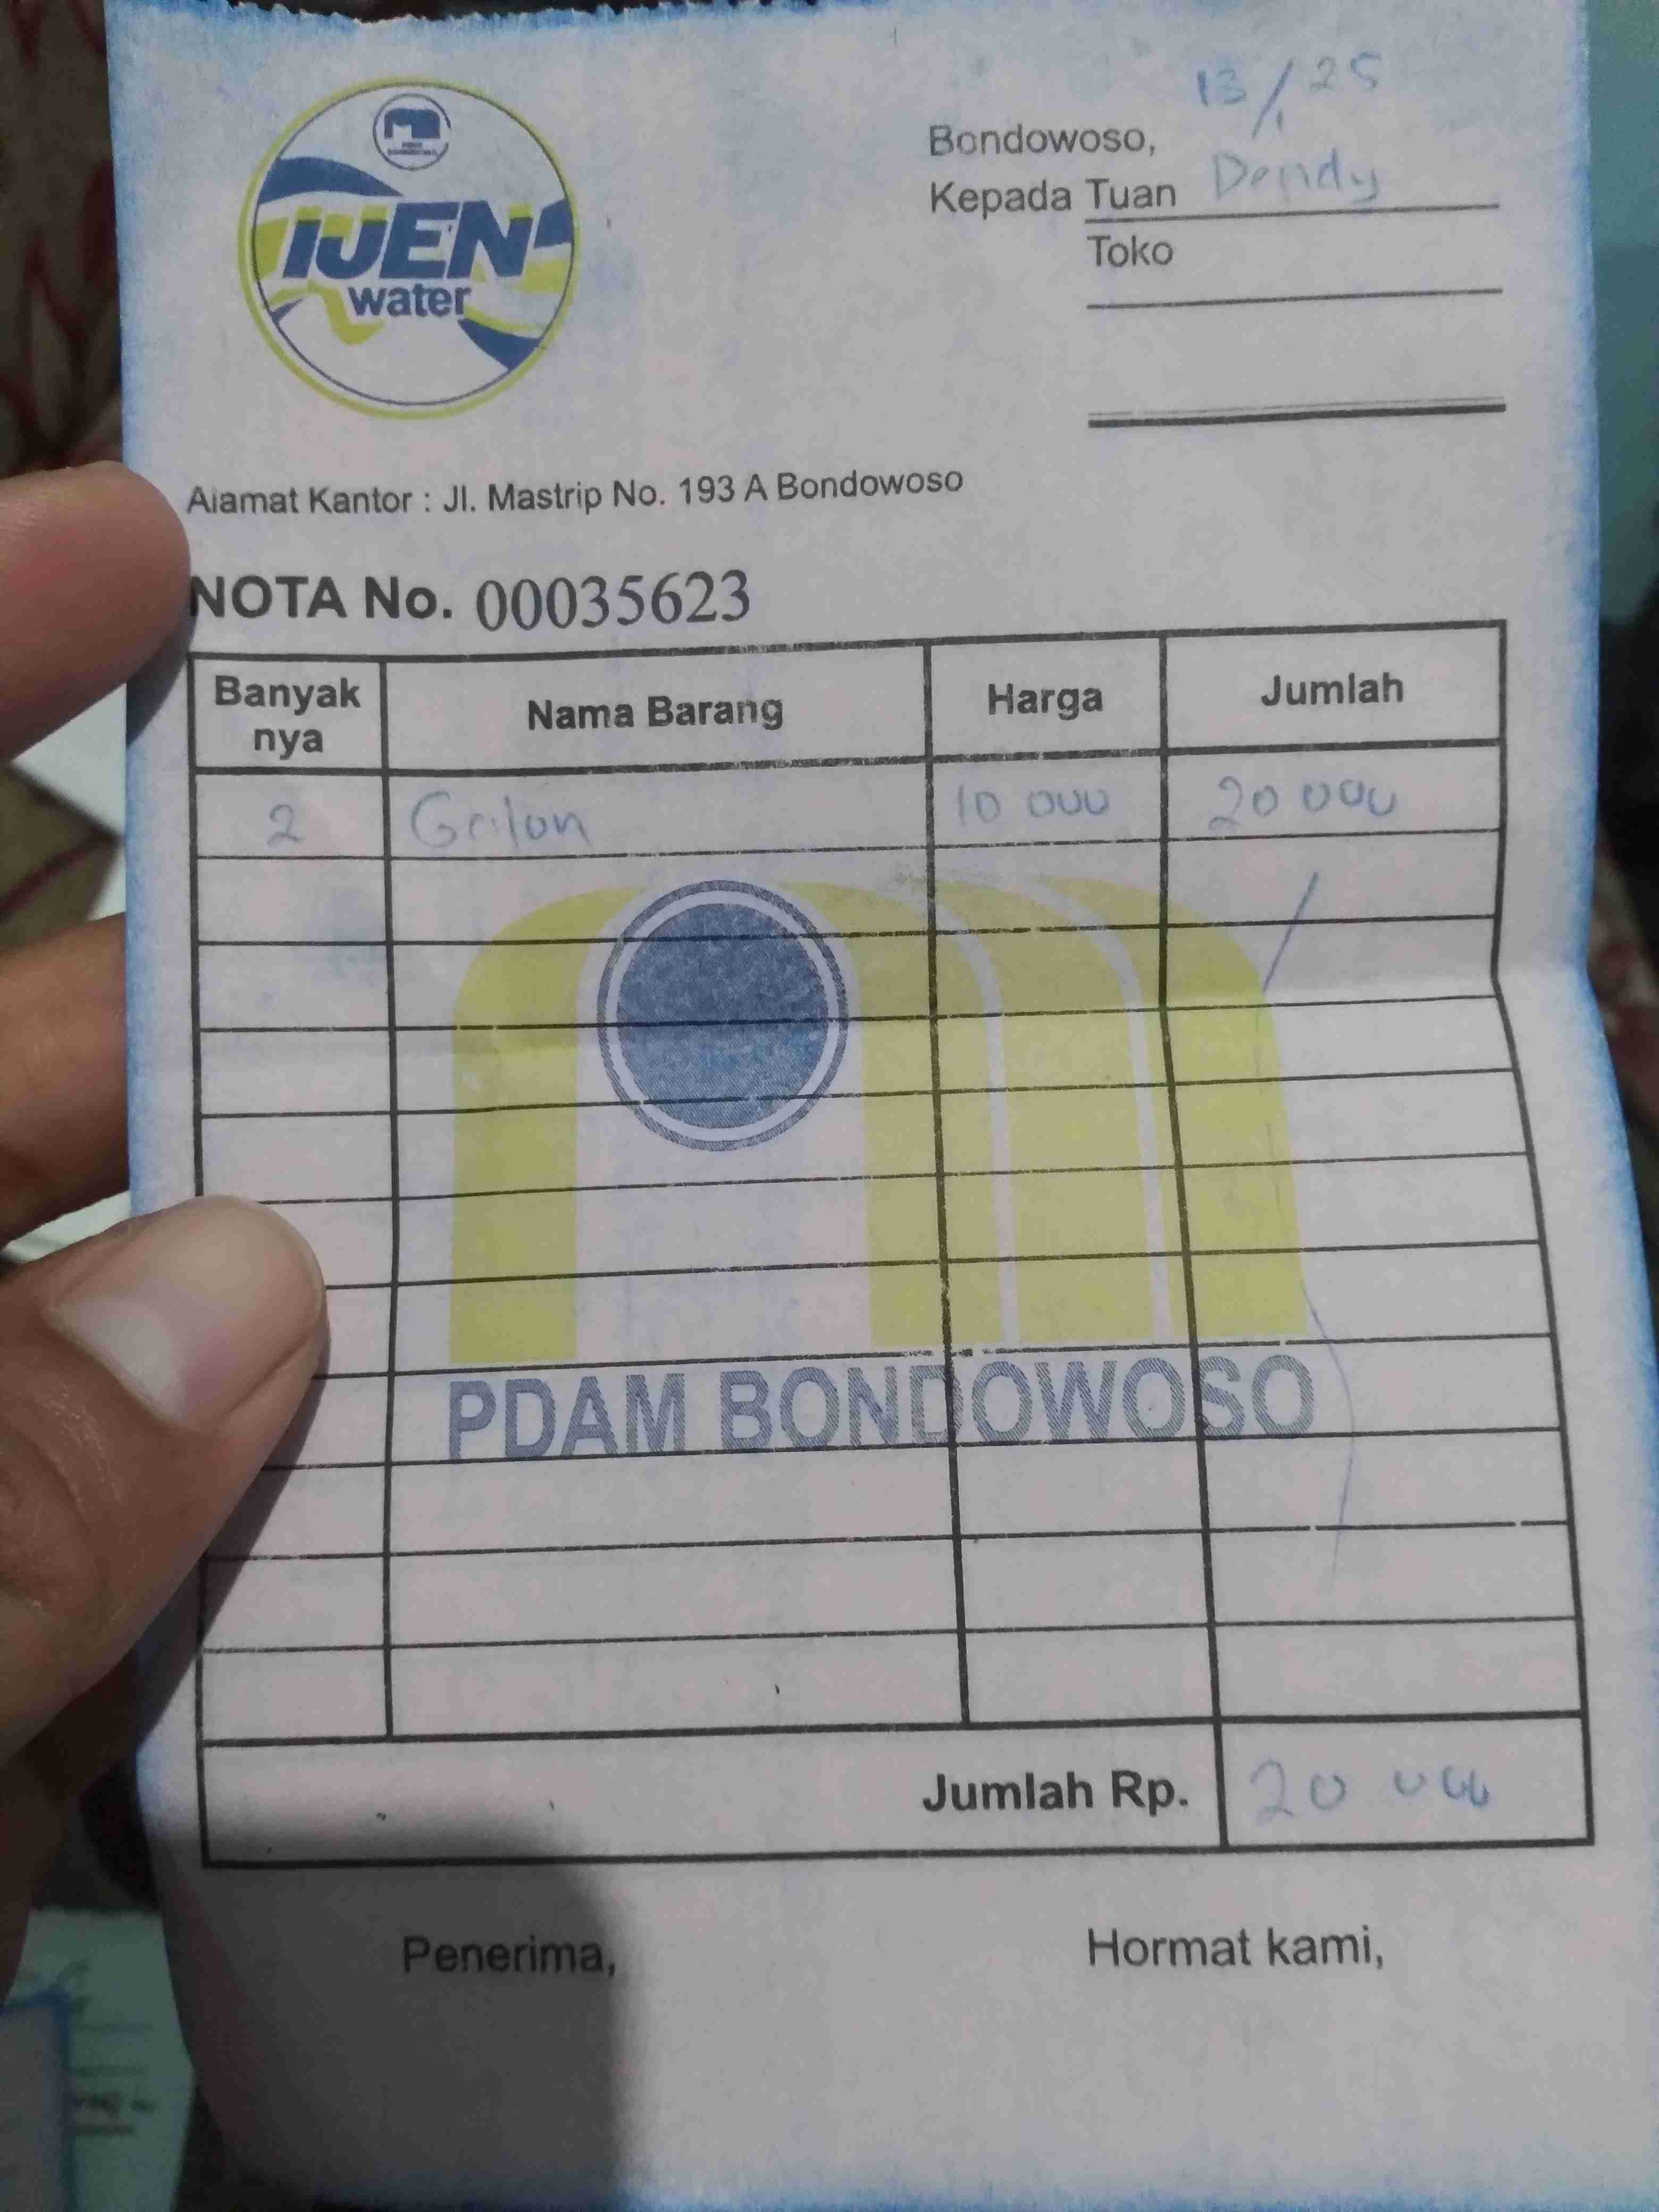 IJEN
water
13/1 25
Bondowoso,
Kepada Tuan Dendy
Toko
Alamat Kantor : Jl. Mastrip No. 193 A Bondowoso
NOTA No. 00035623
Banyak nya Nama Barang Harga Jumlah
2 Galon 10 000 20 000
PDAM BONDOWOSO
Jumlah Rp. 20 000
Penerima, Hormat kami,